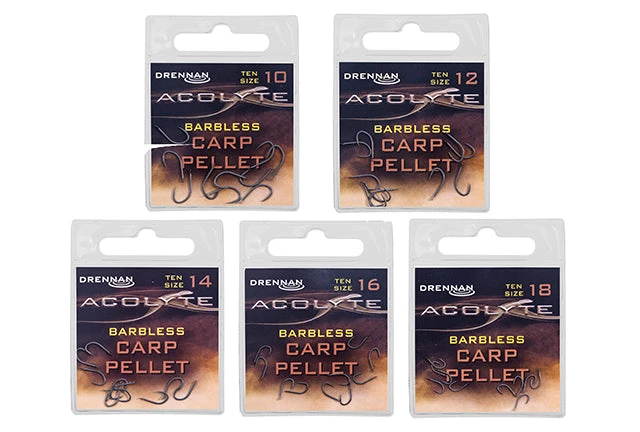 DRENNAN
TEN
SIZE 10
ACOLYTE
BARBLESS
CARP
PELLET
DRENNAN
TEN
SIZE 12
ACOLYTE
BARBLESS
CARP
PELLET
DRENNAN
TEN
SIZE 14
ACOLYTE
BARBLESS
CARP
PELLET
DRENNAN
TEN
SIZE 16
ACOLYTE
BARBLESS
CARP
PELLET
DRENNAN
TEN
SIZE 18
ACOLYTE
BARBLESS
CARP
PELLET